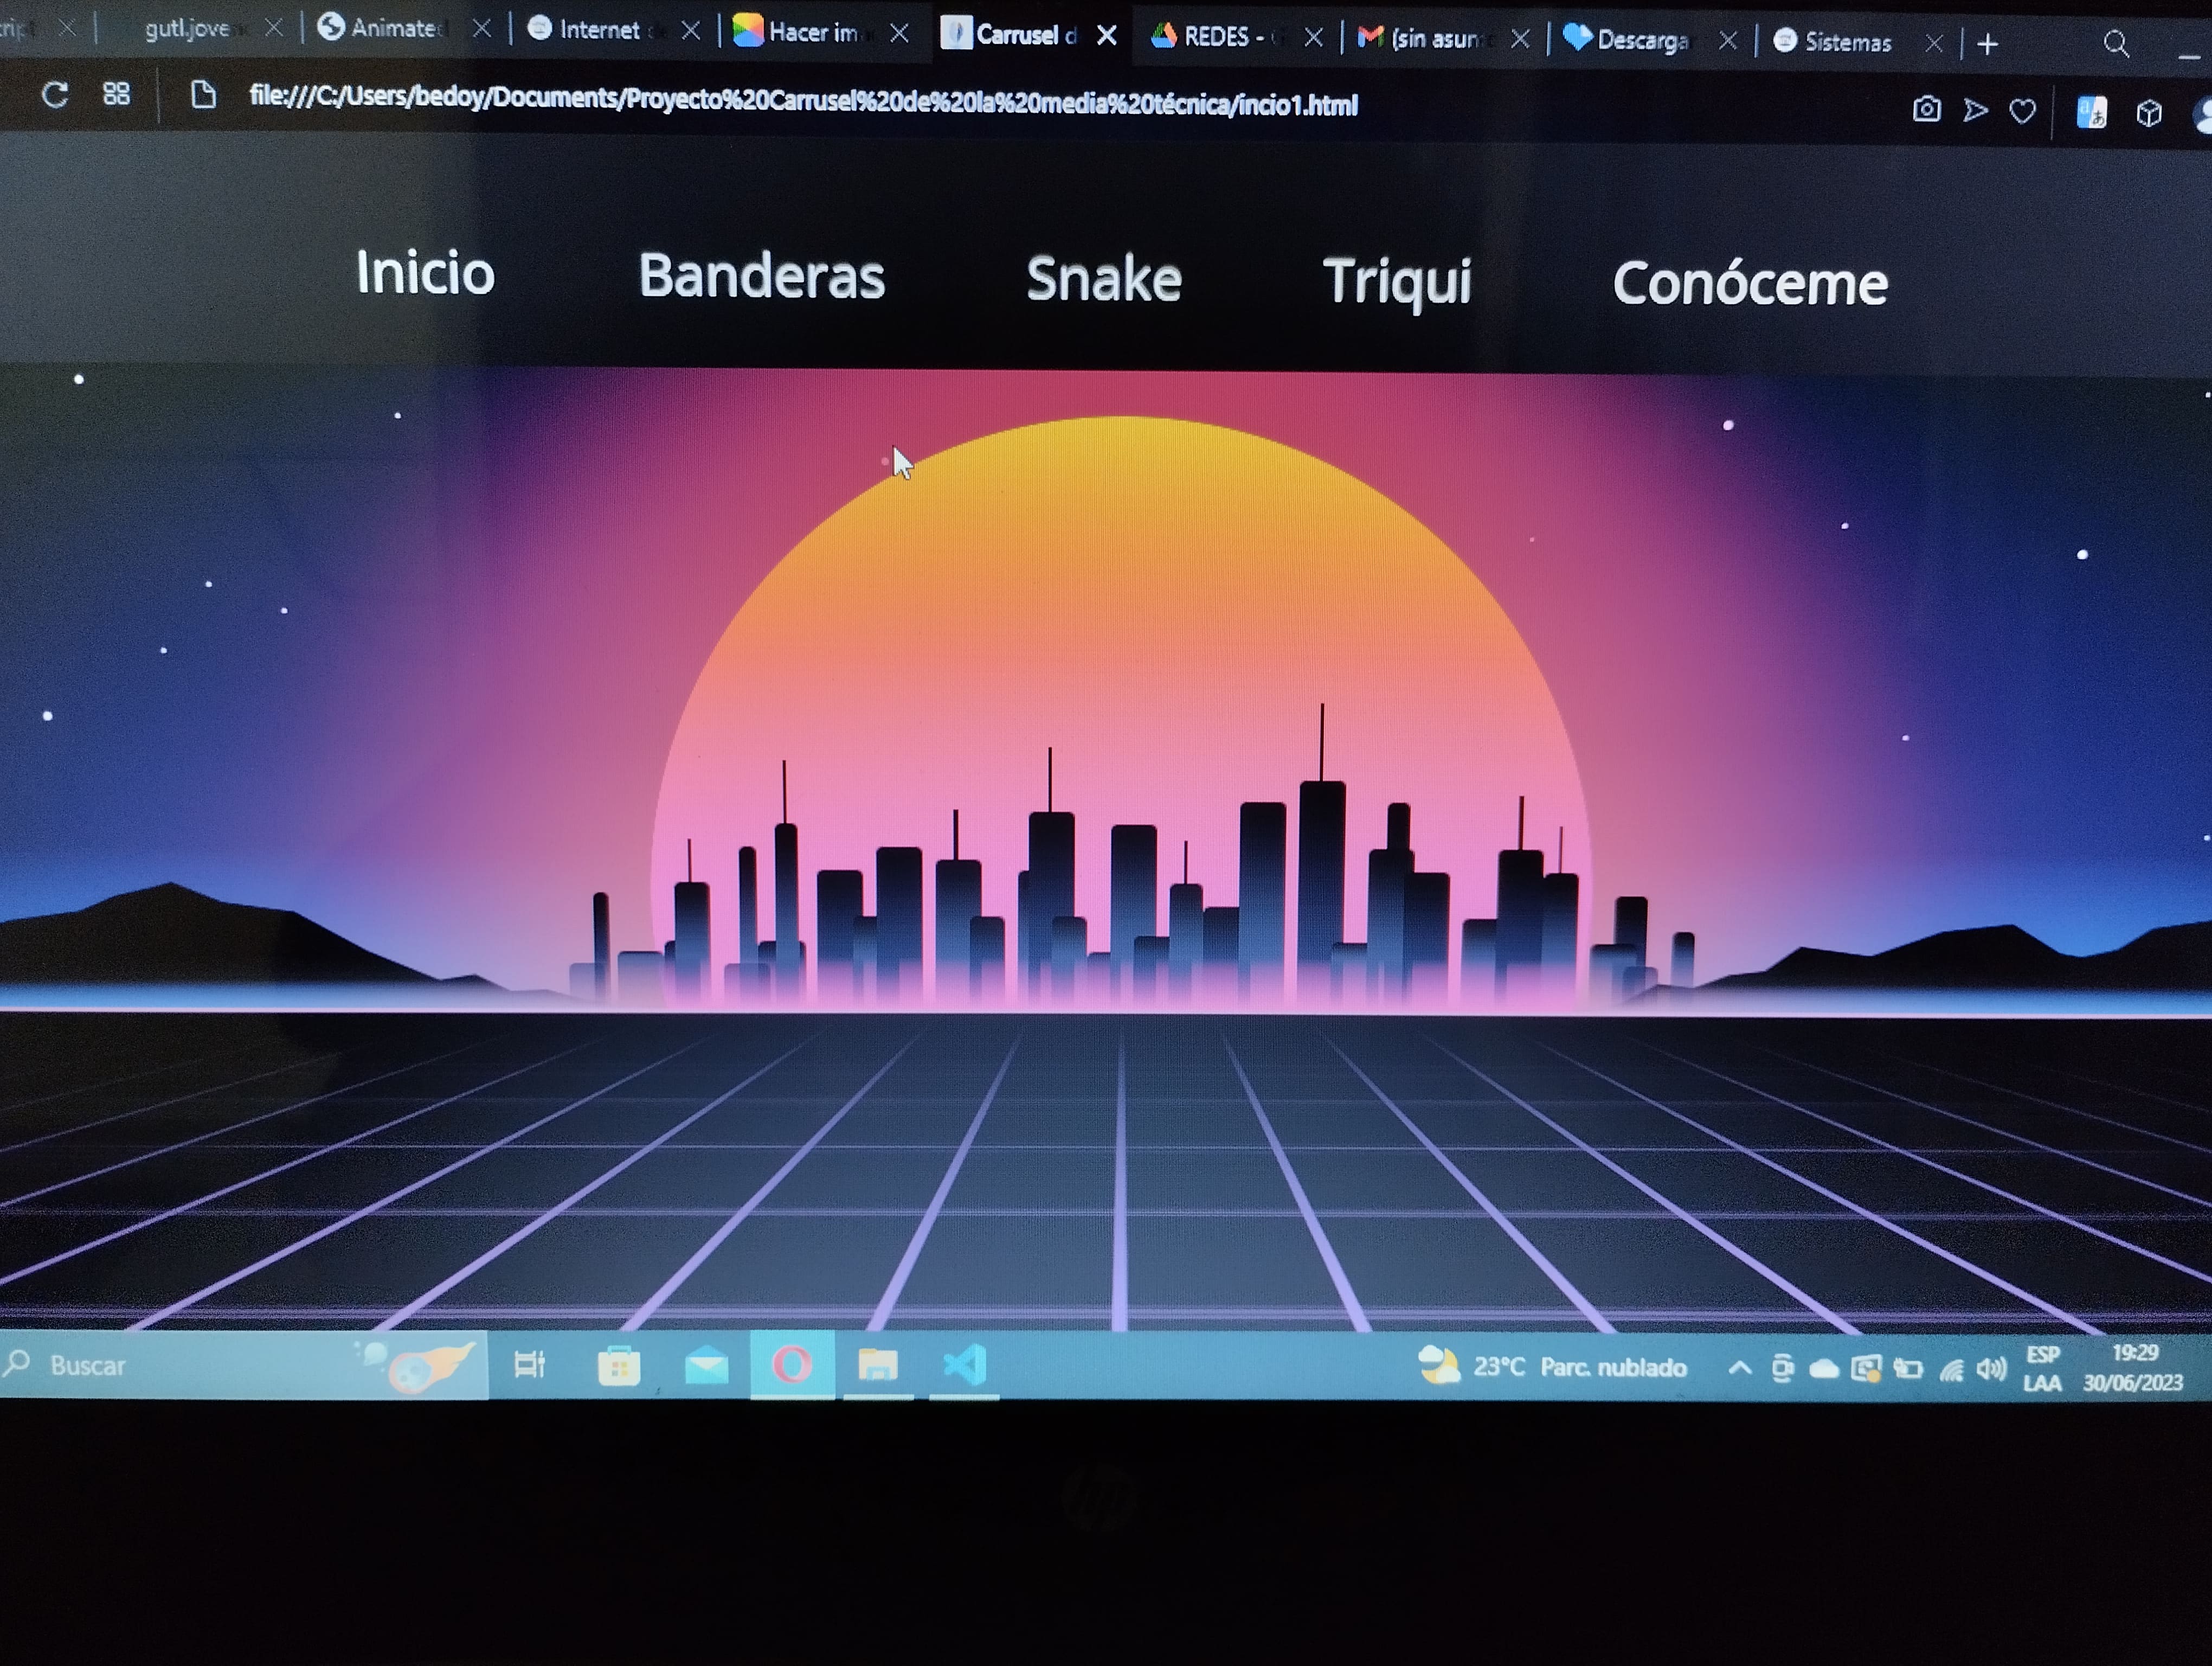 gutl.jove
Animate
Internet
Hacer im
Carrusel d
REDES -
(sin asun
Descarga
Sistemas
file:///C:/Users/bedoy/Documents/Proyecto%20Carrusel%20de%20la%20media%20técnica/incio1.html
Inicio Banderas Snake Triqui Conóceme
Buscar
23°C Parc. nublado
ESP
LAA
19:29
30/06/2023
hp